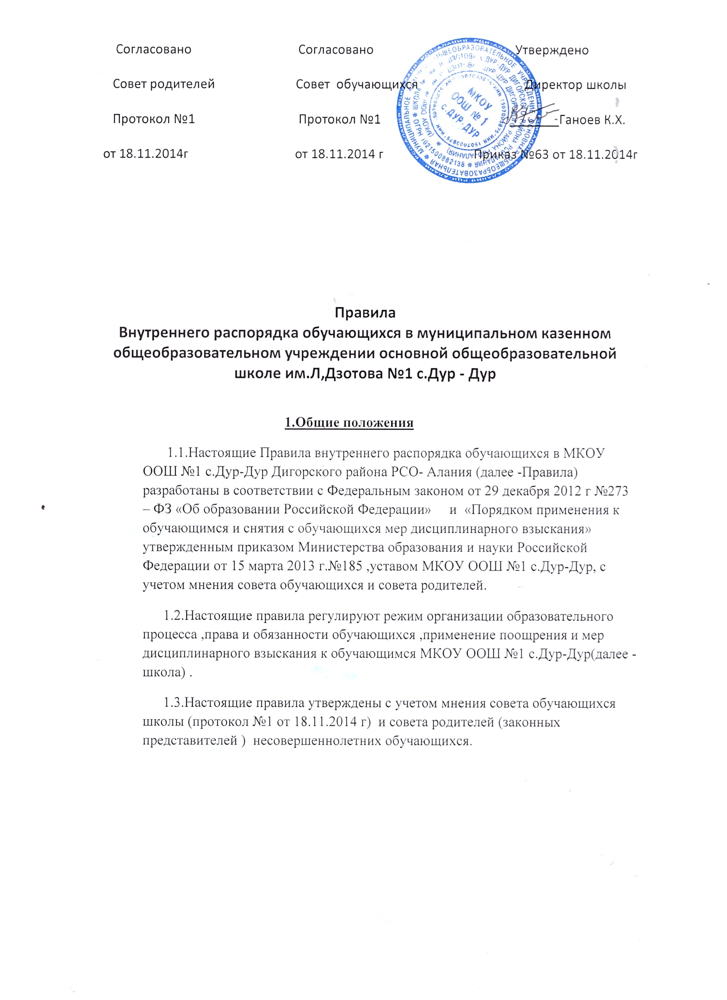 Согласовано Согласовано Утверждено
Совет родителей Совет обучающихся Директор школы
Протокол №1 Протокол №1 Ганоев К.Х.
от 18.11.2014г от 18.11.2014 г Приказ №63 от 18.11.2014г
МКОУ
ООШ №1
с.ДУР-ДУР
Правила
Внутреннего распорядка обучающихся в муниципальном казенном
общеобразовательном учреждении основной общеобразовательной
школе им.Л,Дзотова №1 с.Дур - Дур
1.Общие положения
1.1.Настоящие Правила внутреннего распорядка обучающихся в МКОУ
ООШ №1 с.Дур-Дур Дигорского района РСО- Алания (далее -Правила)
разработаны в соответствии с Федеральным законом от 29 декабря 2012 г №273
– ФЗ «Об образовании Российской Федерации» и «Порядком применения к
обучающимся и снятия с обучающихся мер дисциплинарного взыскания»
утвержденным приказом Министерства образования и науки Российской
Федерации от 15 марта 2013 г.№185 ,уставом МКОУ ООШ №1 с.Дур-Дур, с
учетом мнения совета обучающихся и совета родителей.
1.2.Настоящие правила регулируют режим организации образовательного
процесса ,права и обязанности обучающихся ,применение поощрения и мер
дисциплинарного взыскания к обучающимся МКОУ ООШ №1 с.Дур-Дур(далее -
школа) .
1.3.Настоящие правила утверждены с учетом мнения совета обучающихся
школы (протокол №1 от 18.11.2014 г) и совета родителей (законных
представителей ) несовершеннолетних обучающихся.